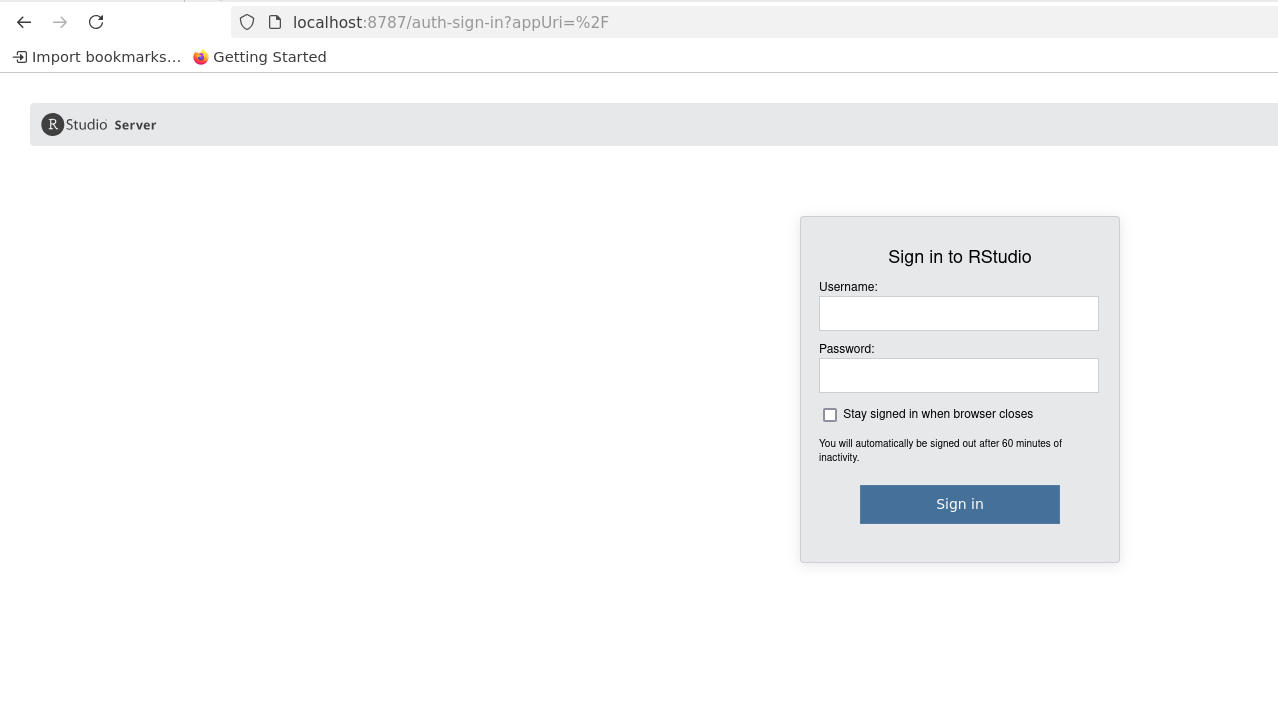 localhost:8787/auth-sign-in?appUri=%2F
Import bookmarks... Getting Started
R Studio Server
Sign in to RStudio
Username:
Password:
Stay signed in when browser closes
You will automatically be signed out after 60 minutes of
inactivity.
Sign in